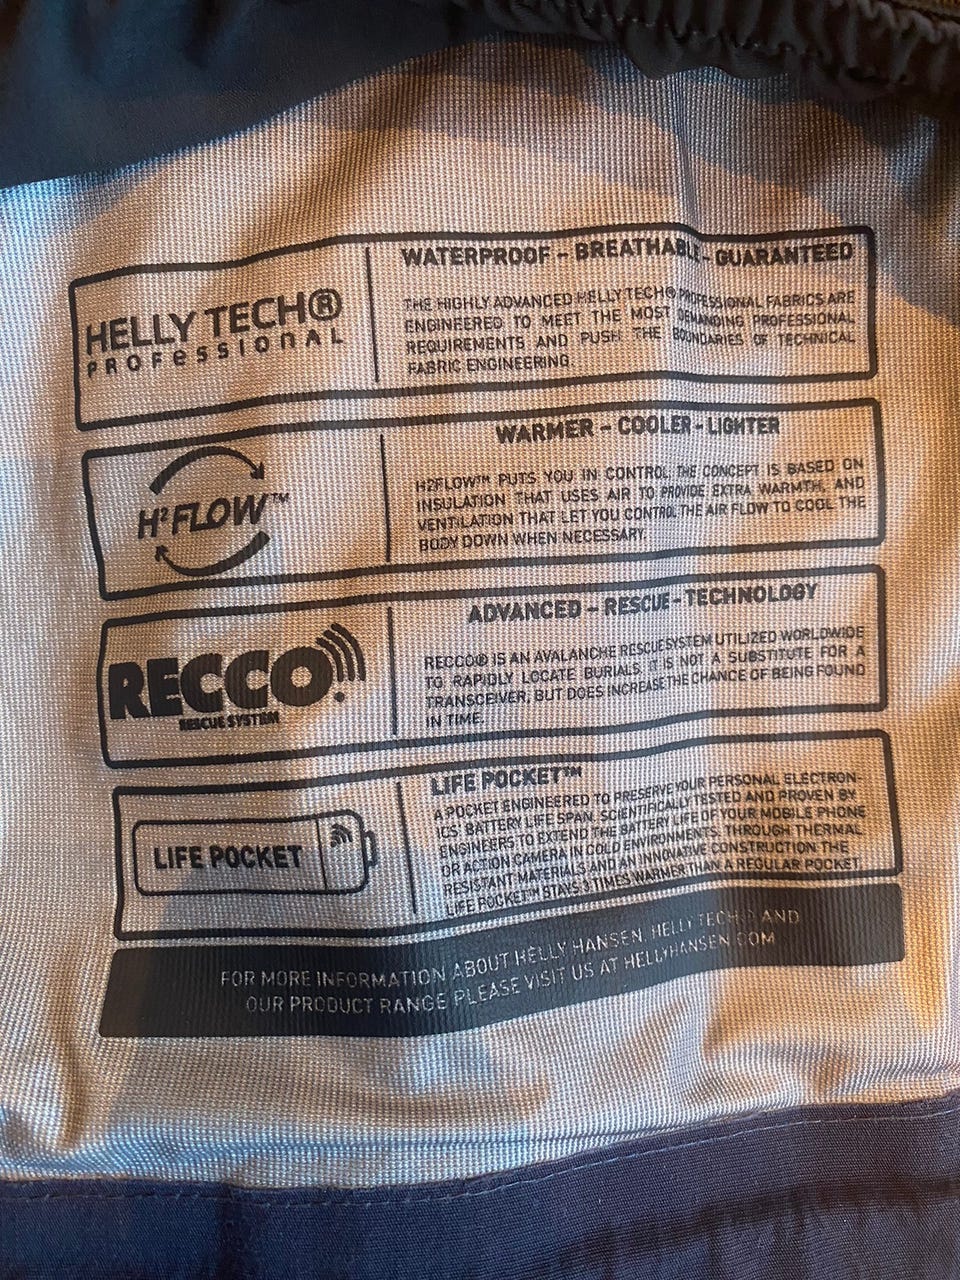 HELLY TECH®
PROFESSIONAL
WATERPROOF - BREATHABLE - GUARANTEED
THE HIGHLY ADVANCED HELLY TECH® PROFESSIONAL FABRICS ARE
ENGINEERED TO MEET THE MOST DEMANDING PROFESSIONAL
REQUIREMENTS AND PUSH THE BOUNDARIES OF TECHNICAL
FABRIC ENGINEERING.
H²FLOW™
WARMER - COOLER - LIGHTER
H2FLOW™ PUTS YOU IN CONTROL. THE CONCEPT IS BASED ON
INSULATION THAT USES AIR TO PROVIDE EXTRA WARMTH, AND
VENTILATION THAT LET YOU CONTROL THE AIR FLOW TO COOL THE
BODY DOWN WHEN NECESSARY.
RECCO®
RESCUE SYSTEM
ADVANCED - RESCUE - TECHNOLOGY
RECCO® IS AN AVALANCHE RESCUE SYSTEM UTILIZED WORLDWIDE
TO RAPIDLY LOCATE BURIALS. IT IS NOT A SUBSTITUTE FOR A
TRANSCEIVER, BUT DOES INCREASE THE CHANCE OF BEING FOUND
IN TIME.
LIFE POCKET
LIFE POCKET™
A POCKET ENGINEERED TO PRESERVE YOUR PERSONAL ELECTRON-
ICS' BATTERY LIFE SPAN. SCIENTIFICALLY TESTED AND PROVEN BY
ENGINEERS TO EXTEND THE BATTERY LIFE OF YOUR MOBILE PHONE
OR ACTION CAMERA IN COLD ENVIRONMENTS. THROUGH THERMAL
RESISTANT MATERIALS AND AN INNOVATIVE CONSTRUCTION THE
LIFE POCKET™ STAYS 3 TIMES WARMER THAN A REGULAR POCKET.
FOR MORE INFORMATION ABOUT HELLY HANSEN, HELLY TECH® AND
OUR PRODUCT RANGE PLEASE VISIT US AT HELLYHANSEN.COM